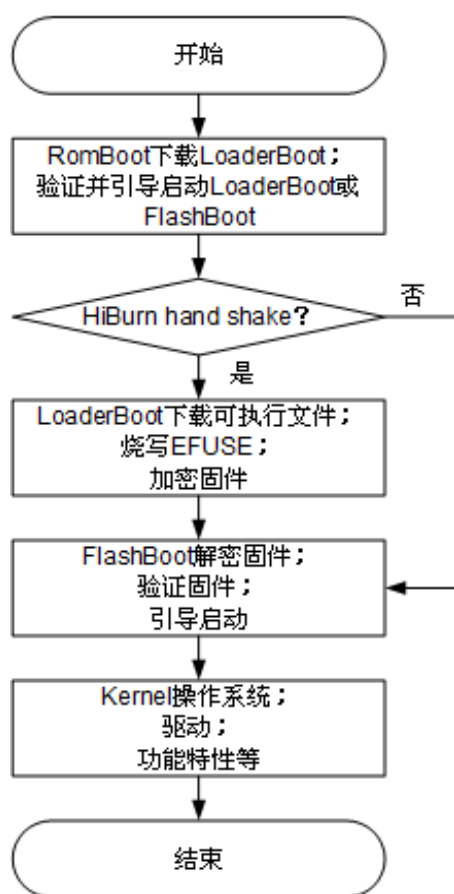 开始
RomBoot下载LoaderBoot；
验证并引导启动LoaderBoot或
FlashBoot
HiBurn hand shake？
否
是
LoaderBoot下载可执行文件；
烧写EFUSE；
加密固件
FlashBoot解密固件；
验证固件；
引导启动
Kernel操作系统；
驱动；
功能特性等
结束